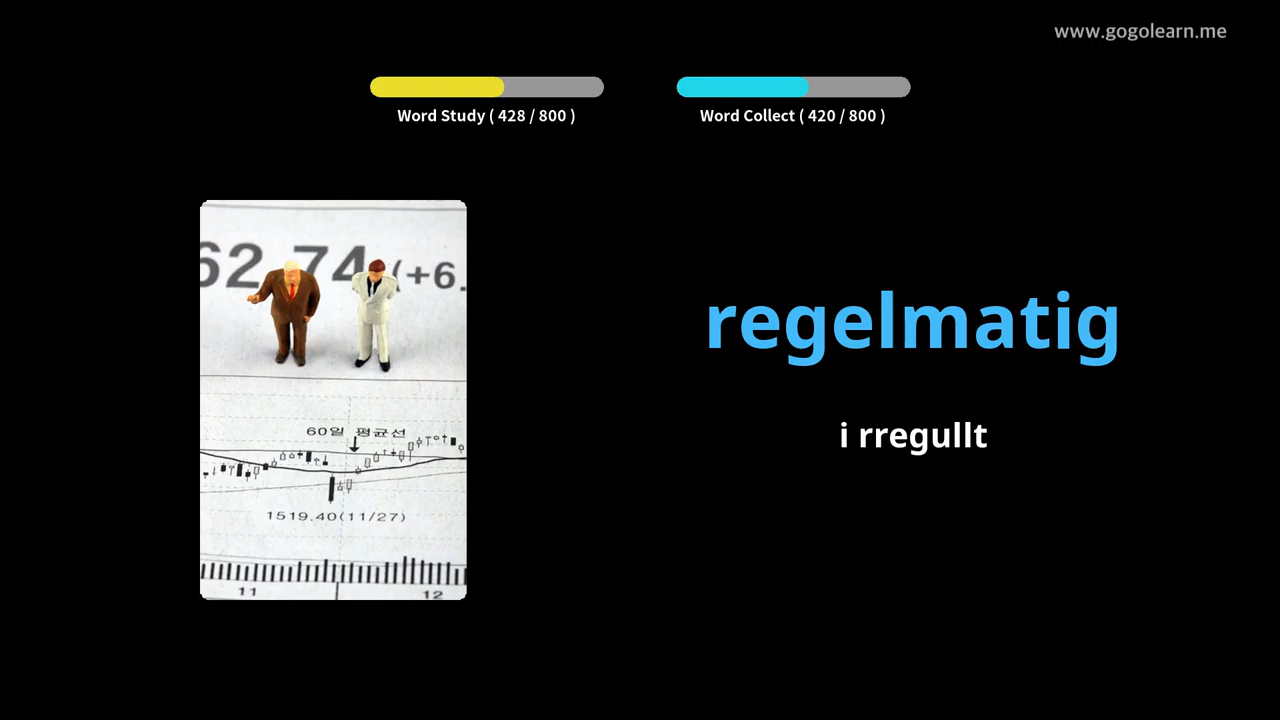 www.gogolearn.me
Word Study ( 428 / 800 )
Word Collect ( 420 / 800 )
62.74 (+6.
regelmatig
60일 평균선
i rregullt
1519.40(11/27)
11
12